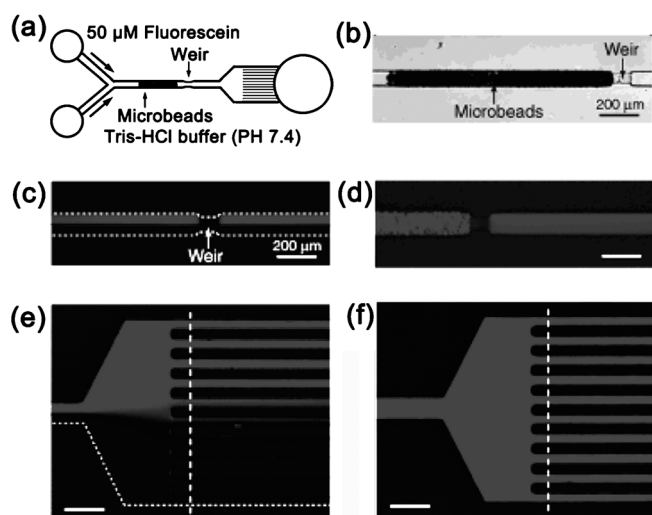 (a)
50 µM Fluorescein
Weir
Microbeads
Tris-HCl buffer (PH 7.4)
(b)
Weir
Microbeads
200 µm
(c)
Weir
200 µm
(d)
(e)
(f)